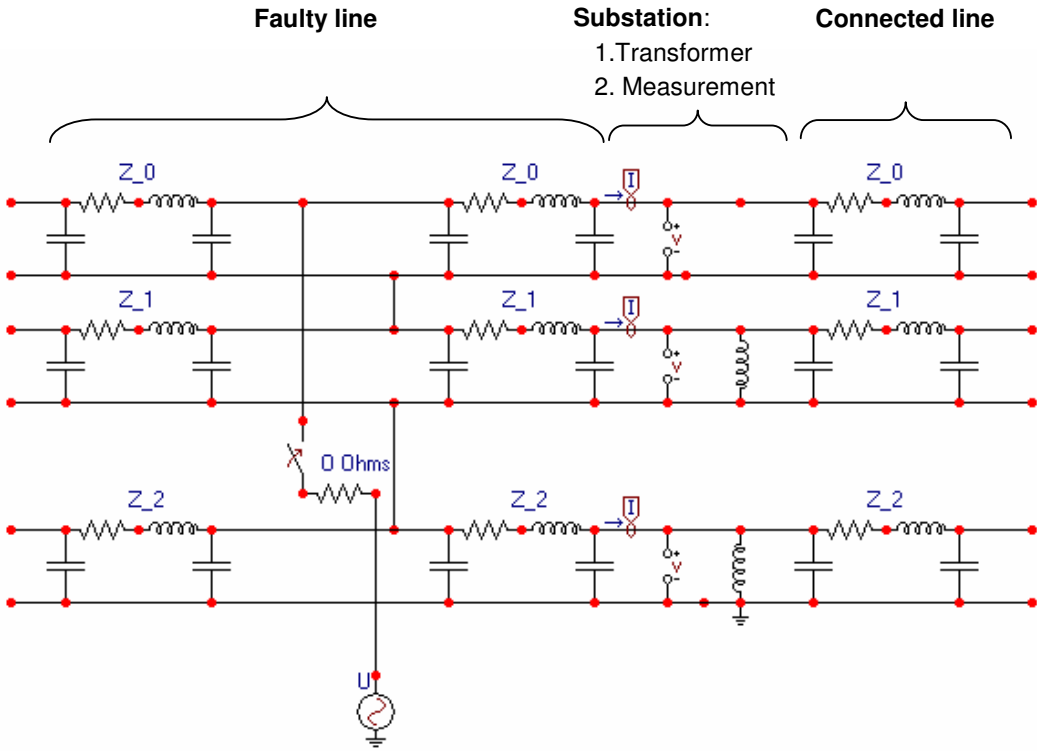 Faulty line
Substation:
1.Transformer
2. Measurement
Connected line
Z_0 Z_0 I Z_0
+
V
-
Z_1 Z_1 I Z_1
+
V
-
0 Ohms
Z_2 Z_2 I Z_2
+
V
-
U